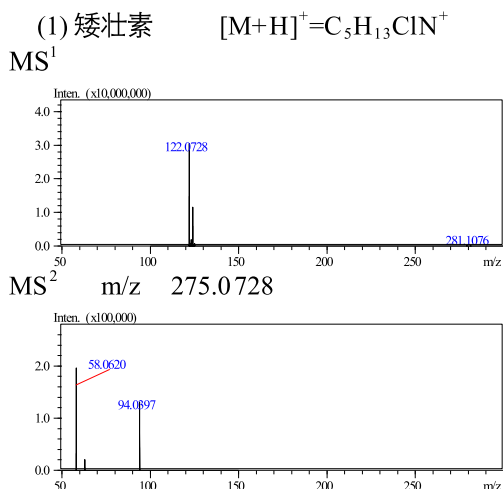 (1) 矮壮素 [M+H]+=C5H13ClN+
MS1
Inten. (x10,000,000)
4.0
3.0
122.0728
2.0
1.0
281.1076
0.0
50 100 150 200 250 m/z
MS2 m/z 275.0728
Inten. (x100,000)
58.0620
2.0
94.0397
1.0
0.0
50 100 150 200 250 m/z